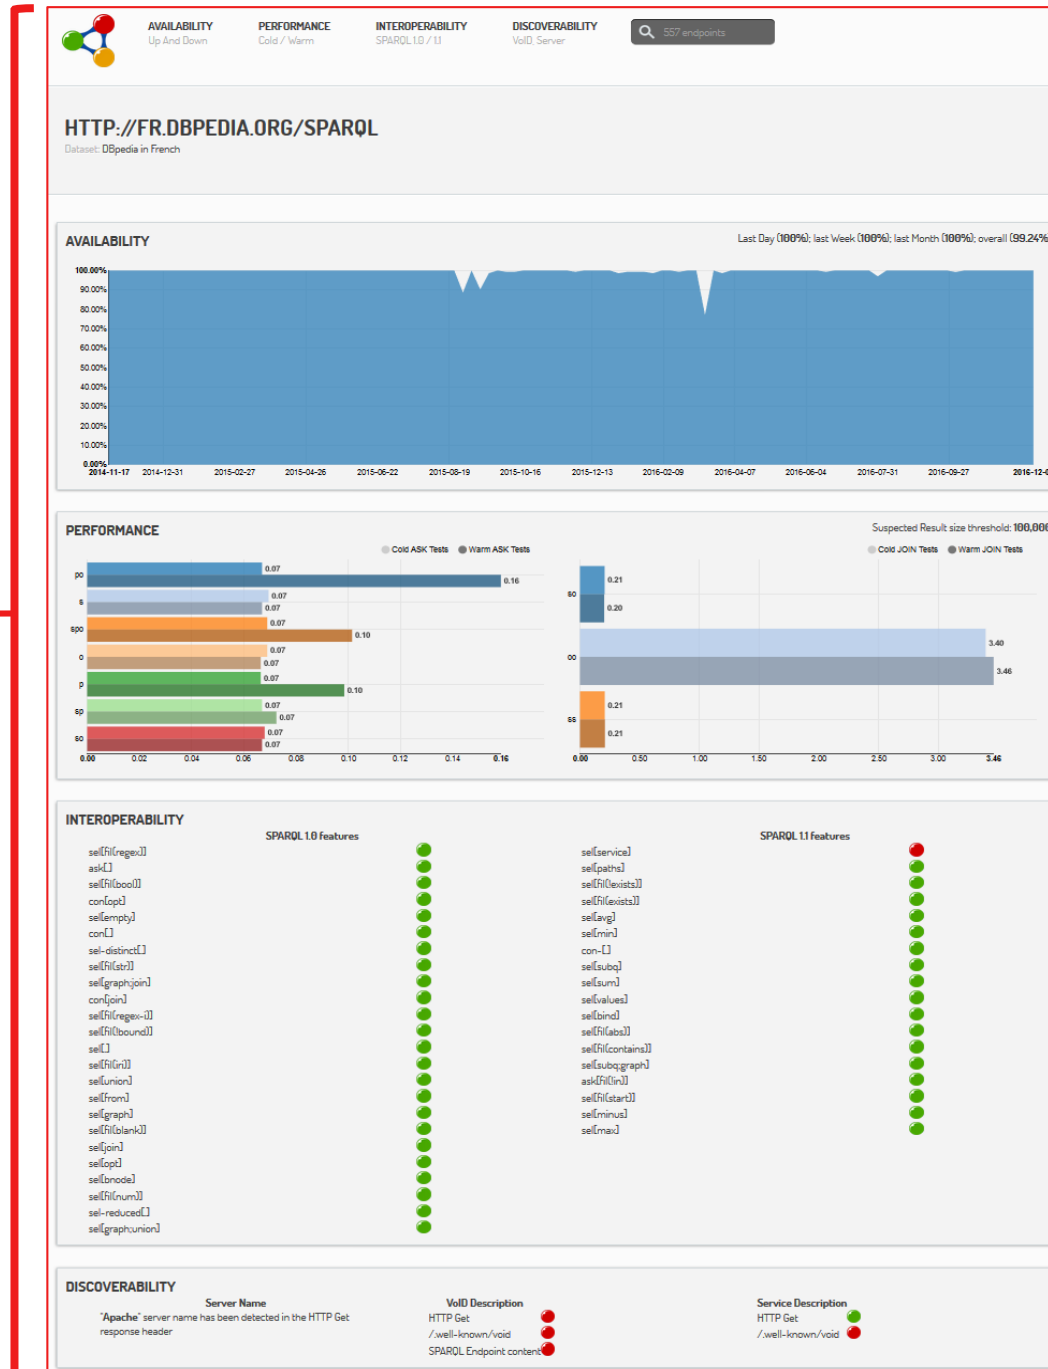 AVAILABILITY PERFORMANCE INTEROPERABILITY DISCOVERABILITY
Up And Down Cold / Warm SPARQL 1.0 / 1.1 VoID, Server
557 endpoints
HTTP://FR.DBPEDIA.ORG/SPARQL
Dataset: DBpedia in French
AVAILABILITY
Last Day (100%); last Week (100%); last Month (100%); overall (99.24%
100.00%
90.00%
80.00%
70.00%
60.00%
50.00%
40.00%
30.00%
20.00%
10.00%
0.00%
2014-11-17 2014-12-31 2015-02-27 2015-04-26 2015-06-22 2015-08-19 2015-10-16 2015-12-13 2016-02-09 2016-04-07 2016-06-04 2016-07-31 2016-09-27 2016-12-0
PERFORMANCE
Suspected Result size threshold: 100,000
Cold ASK Tests Warm ASK Tests
po 0.07
0.16
s 0.07
0.07
spo 0.07
0.10
o 0.07
0.07
p 0.07
0.10
sp 0.07
0.07
so 0.07
0.07
0.00 0.02 0.04 0.06 0.08 0.10 0.12 0.14 0.16
Cold JOIN Tests Warm JOIN Tests
so 0.21
0.20
oo 3.40
3.46
ss 0.21
0.21
0.00 0.50 1.00 1.50 2.00 2.50 3.00 3.46
INTEROPERABILITY
SPARQL 1.0 features
sel[fil(regex)]
ask[.]
sel[fil(bool)]
con[opt]
sel[empty]
con[.]
sel-distinct[.]
sel[fil(str)]
sel[graph;join]
con[join]
sel[fil(regex-i)]
sel[fil(!bound)]
sel[.]
sel[fil(iri)]
sel[union]
sel[from]
sel[graph]
sel[fil(blank)]
sel[join]
sel[opt]
sel[bnode]
sel[fil(num)]
sel-reduced[.]
sel[graph;union]
SPARQL 1.1 features
sel[service]
sel[paths]
sel[fil(!exists)]
sel[fil(exists)]
sel[avg]
sel[min]
con-[.]
sel[subq]
sel[sum]
sel[values]
sel[bind]
sel[fil(abs)]
sel[fil(contains)]
sel[subq;graph]
ask[fil(!in)]
sel[fil(start)]
sel[minus]
sel[max]
DISCOVERABILITY
Server Name
"Apache" server name has been detected in the HTTP Get
response header
VoID Description
HTTP Get
/.well-known/void
SPARQL Endpoint content
Service Description
HTTP Get
/.well-known/void